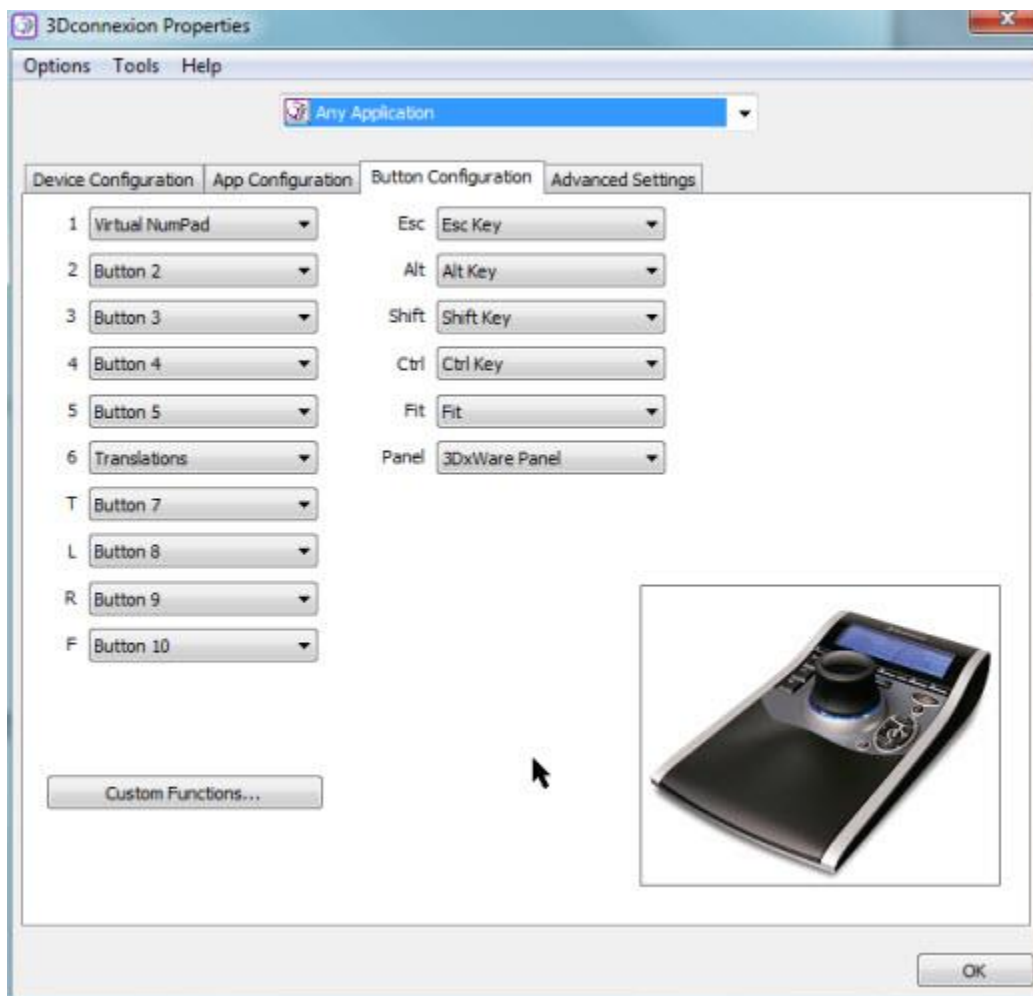 3Dconnexion Properties
Options Tools Help
Any Application
Device Configuration App Configuration Button Configuration Advanced Settings
1 Virtual NumPad Esc Esc Key
2 Button 2 Alt Alt Key
3 Button 3 Shift Shift Key
4 Button 4 Ctrl Ctrl Key
5 Button 5 Fit Fit
6 Translations Panel 3DxWare Panel
T Button 7
L Button 8
R Button 9
F Button 10
Custom Functions...
OK